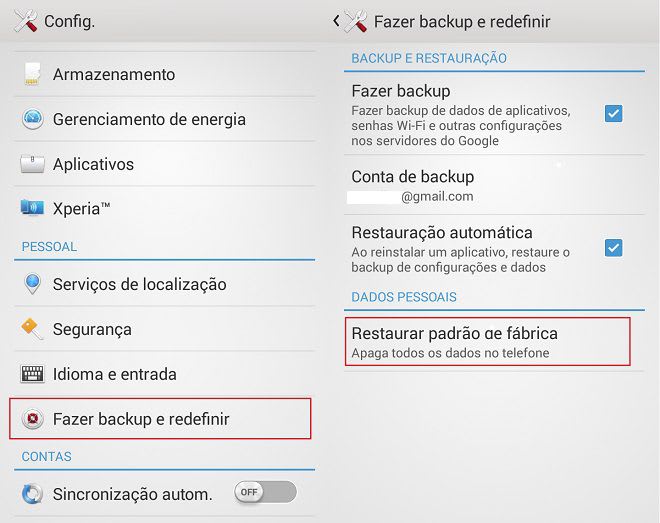 Config.
Armazenamento
Gerenciamento de energia
Aplicativos
Xperia™
PESSOAL
Serviços de localização
Segurança
Idioma e entrada
Fazer backup e redefinir
CONTAS
Sincronização autom.
OFF
Fazer backup e redefinir
BACKUP E RESTAURAÇÃO
Fazer backup
Fazer backup de dados de aplicativos,
senhas Wi-Fi e outras configurações
nos servidores do Google
Conta de backup
@gmail.com
Restauração automática
Ao reinstalar um aplicativo, restaure o
backup de configurações e dados
DADOS PESSOAIS
Restaurar padrão de fábrica
Apaga todos os dados no telefone